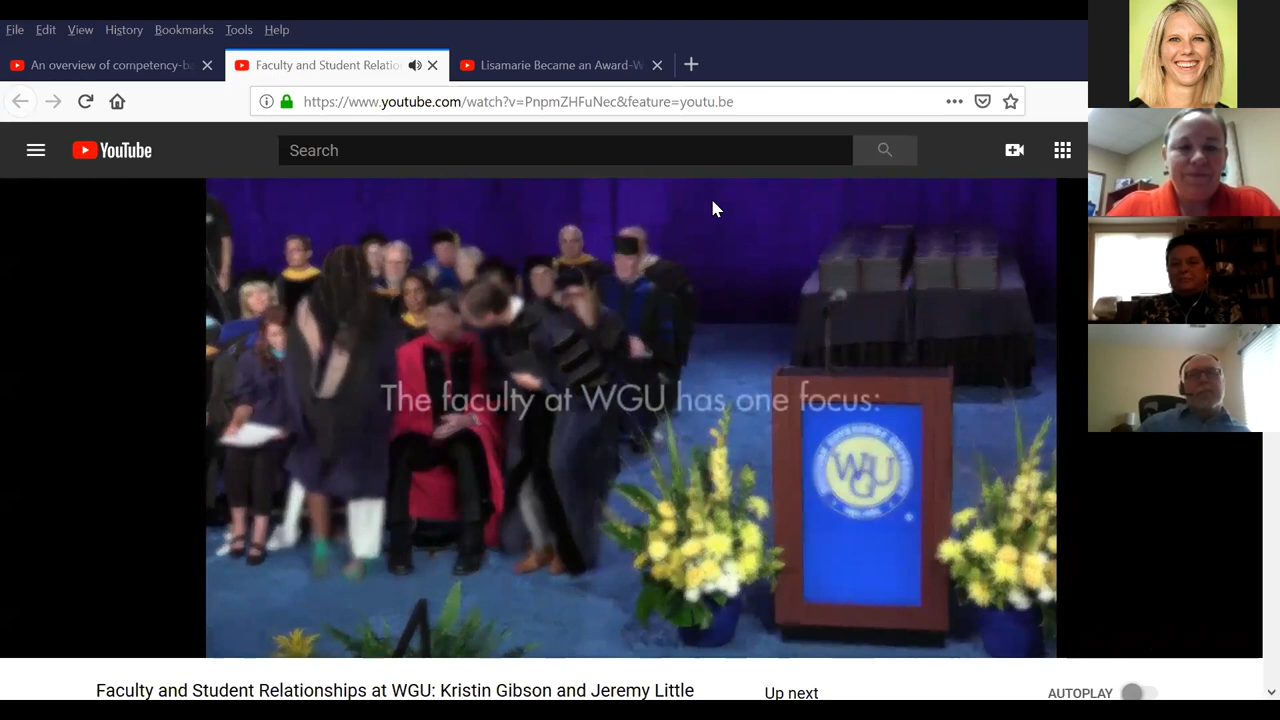 File Edit View History Bookmarks Tools Help
An overview of competency-ba
Faculty and Student Relatio
Lisamarie Became an Award-W
https://www.youtube.com/watch?v=PnpmZHFuNec&feature=youtu.be
YouTube
Search
The faculty at WGU has one focus:
WGU
Faculty and Student Relationships at WGU: Kristin Gibson and Jeremy Little
Up next
AUTOPLAY